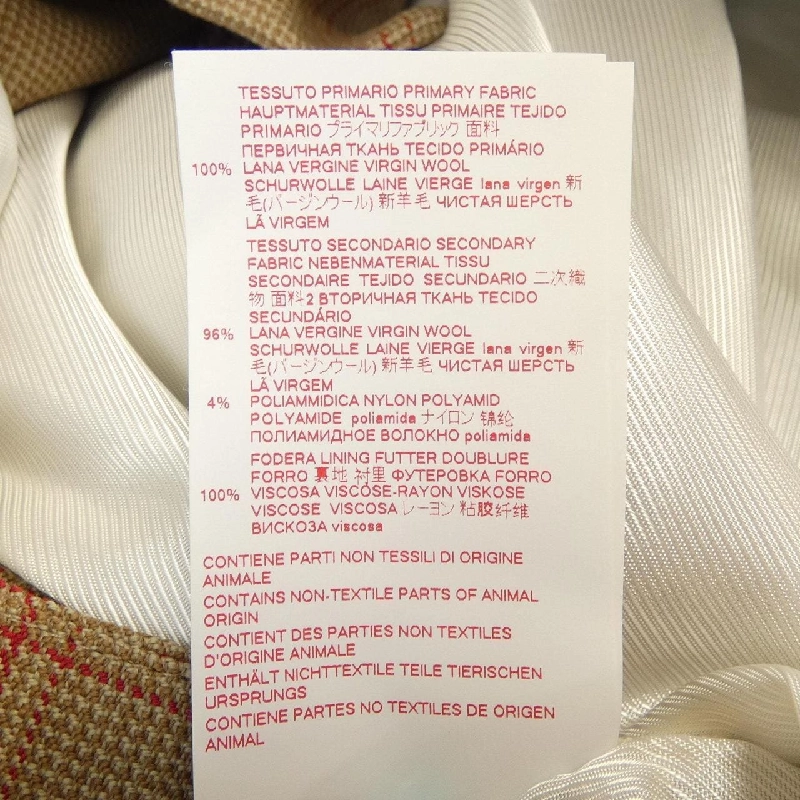 TESSUTO PRIMARIO PRIMARY FABRIC
HAUPTMATERIAL TISSU PRIMAIRE TEJIDO
PRIMARIO プライマリファブリック 面料
ПЕРВИЧНАЯ ТКАНЬ TECIDO PRIMÁRIO
100% LANA VERGINE VIRGIN WOOL
SCHURWOLLE LAINE VIERGE lana virgen 新
毛(バージンウール) 新羊毛 ЧИСТАЯ ШЕРСТЬ
LÃ VIRGEM
TESSUTO SECONDARIO SECONDARY
FABRIC NEBENMATERIAL TISSU
SECONDAIRE TEJIDO SECUNDARIO 二次織
物 面料2 ВТОРИЧНАЯ ТКАНЬ TECIDO
SECUNDÁRIO
96% LANA VERGINE VIRGIN WOOL
SCHURWOLLE LAINE VIERGE lana virgen 新
毛(バージンウール) 新羊毛 ЧИСТАЯ ШЕРСТЬ
LÃ VIRGEM
4% POLIAMMIDICA NYLON POLYAMID
POLYAMIDE poliamida ナイロン 锦纶
ПОЛИАМИДНОЕ ВОЛОКНО poliamida
FODERA LINING FUTTER DOUBLURE
FORRO 裏地 衬里 ФУТЕРОВКА FORRO
100% VISCOSA VISCOSE-RAYON VISKOSE
VISCOSE VISCOSA レーヨン 粘胶纤维
ВИСКОЗА viscosa
CONTIENE PARTI NON TESSILI DI ORIGINE
ANIMALE
CONTAINS NON-TEXTILE PARTS OF ANIMAL
ORIGIN
CONTIENT DES PARTIES NON TEXTILES
D'ORIGINE ANIMALE
ENTHÄLT NICHTTEXTILE TEILE TIERISCHEN
URSPRUNGS
CONTIENE PARTES NO TEXTILES DE ORIGEN
ANIMAL